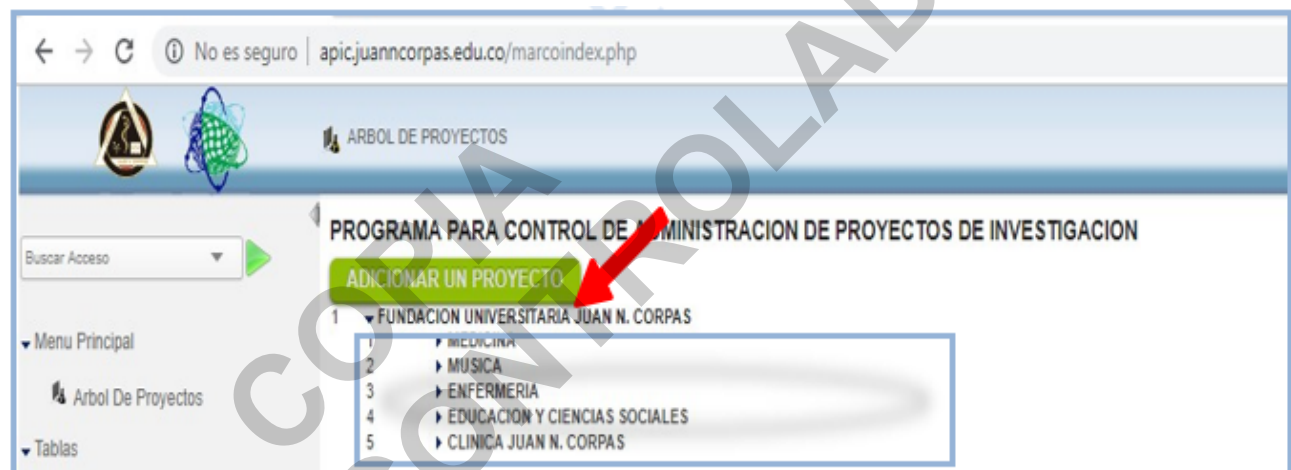 No es seguro | apic.juanncorpas.edu.co/marcoindex.php
ARBOL DE PROYECTOS
PROGRAMA PARA CONTROL DE ADMINISTRACION DE PROYECTOS DE INVESTIGACION
Buscar Acceso
ADICIONAR UN PROYECTO
1 FUNDACION UNIVERSITARIA JUAN N. CORPAS
Menu Principal
1 MEDICINA
2 MUSICA
3 ENFERMERIA
Arbol De Proyectos
4 EDUCACION Y CIENCIAS SOCIALES
5 CLINICA JUAN N. CORPAS
Tablas
COPIA
CONTROLAD